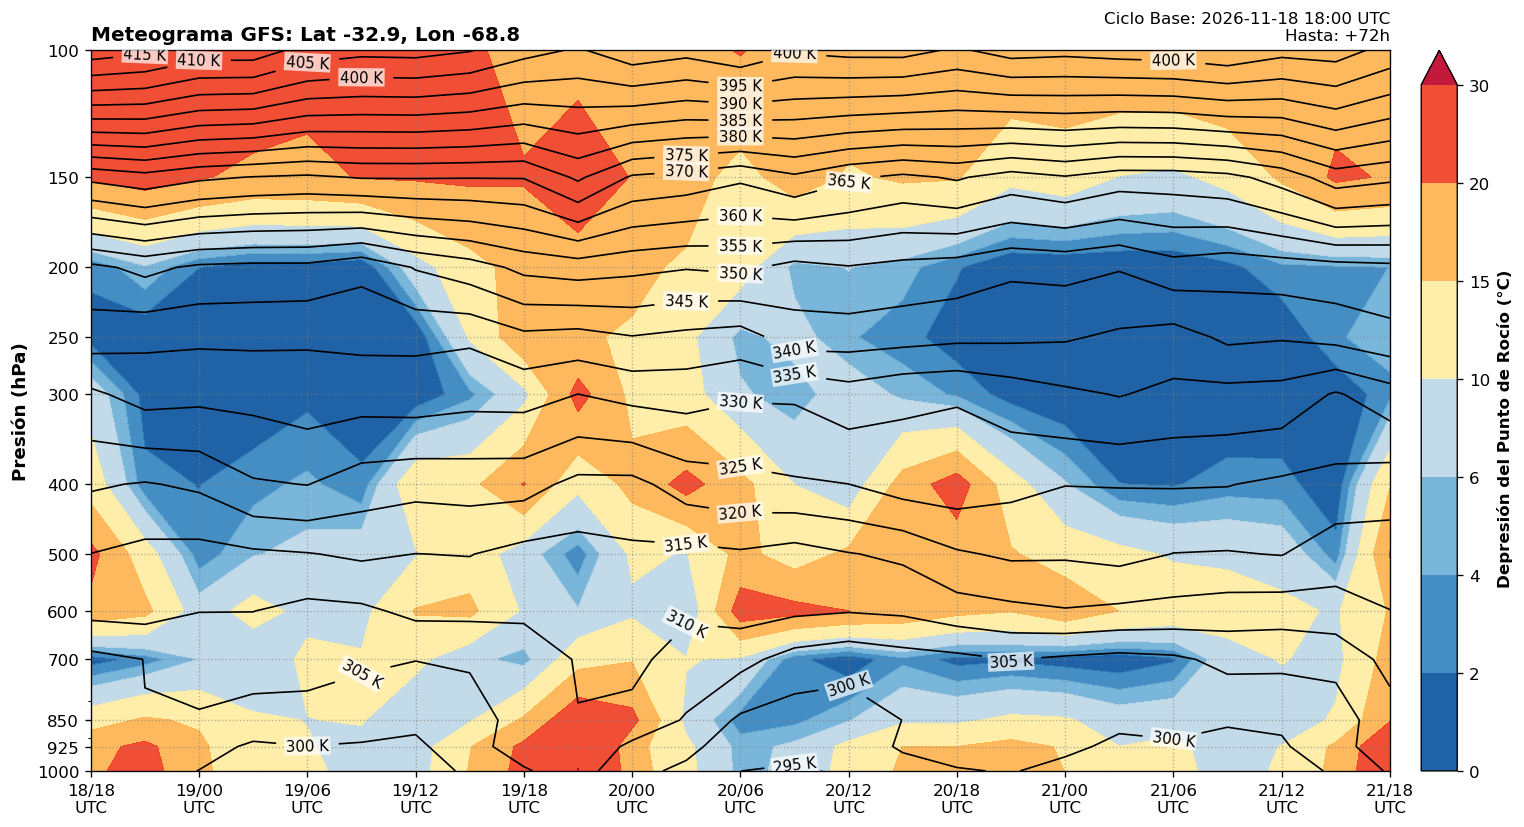 Ciclo Base: 2026-11-18 18:00 UTC
Meteograma GFS: Lat -32.9, Lon -68.8
Hasta: +72h
Presión (hPa)
100
150
200
250
300
400
500
600
700
850
925
1000
415 K
410 K
405 K
400 K
400 K
400 K
395 K
390 K
385 K
380 K
375 K
370 K
365 K
360 K
355 K
350 K
345 K
340 K
335 K
330 K
325 K
320 K
315 K
310 K
305 K
305 K
300 K
300 K
300 K
295 K
18/18
UTC
19/00
UTC
19/06
UTC
19/12
UTC
19/18
UTC
20/00
UTC
20/06
UTC
20/12
UTC
20/18
UTC
21/00
UTC
21/06
UTC
21/12
UTC
21/18
UTC
30
20
15
10
6
4
2
0
Depresión del Punto de Rocío (°C)